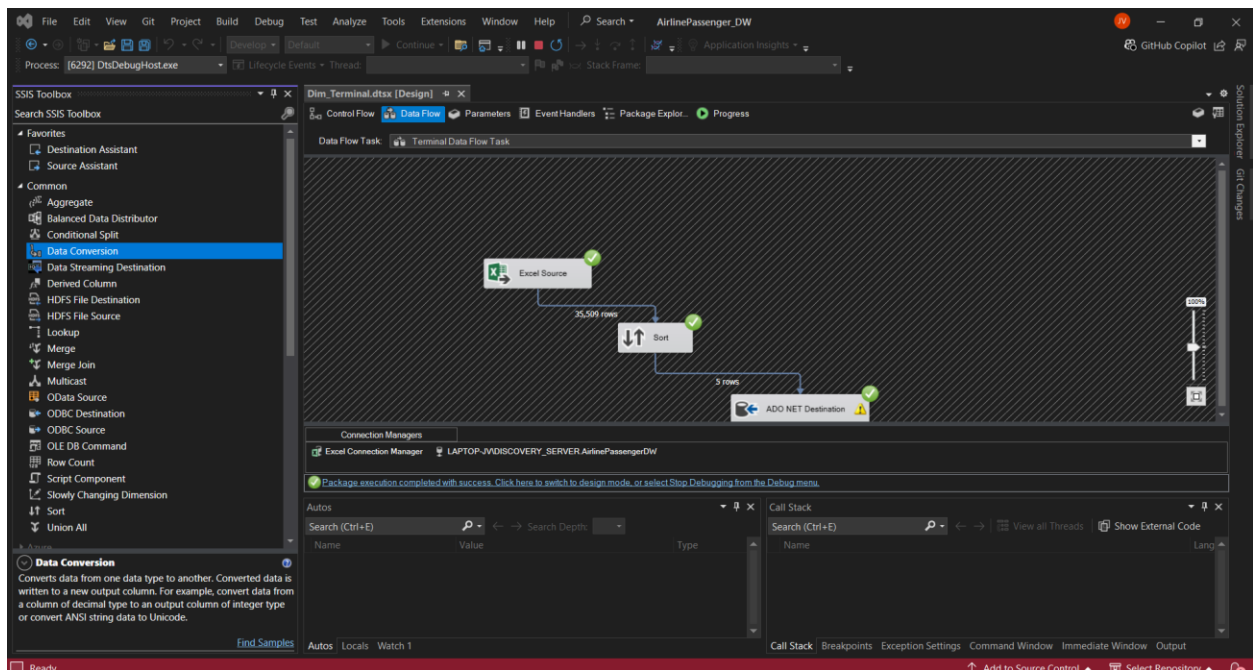 File Edit View Git Project Build Debug Test Analyze Tools Extensions Window Help Search AirlinePassenger_DW JV
Develop Default Continue Application Insights GitHub Copilot
Process: [6292] DtsDebugHost.exe Lifecycle Events Thread: Stack Frame:
SSIS Toolbox
Search SSIS Toolbox
Favorites
Destination Assistant
Source Assistant
Common
Aggregate
Balanced Data Distributor
Conditional Split
Data Conversion
Data Streaming Destination
Derived Column
HDFS File Destination
HDFS File Source
Lookup
Merge
Merge Join
Multicast
OData Source
ODBC Destination
ODBC Source
OLE DB Command
Row Count
Script Component
Slowly Changing Dimension
Sort
Union All
Azure
Data Conversion
Converts data from one data type to another. Converted data is
written to a new output column. For example, convert data from
a column of decimal type to an output column of integer type
or convert ANSI string data to Unicode.
Find Samples
Dim_Terminal.dtsx [Design]
Control Flow Data Flow Parameters Event Handlers Package Explor... Progress
Data Flow Task: Terminal Data Flow Task
Excel Source
35,509 rows
Sort
5 rows
ADO NET Destination
100%
Connection Managers
Excel Connection Manager LAPTOP-JV\DISCOVERY_SERVER.AirlinePassengerDW
Package execution completed with success. Click here to switch to design mode, or select Stop Debugging from the Debug menu.
Autos
Search (Ctrl+E) Search Depth:
Name Value Type
Autos Locals Watch 1
Call Stack
Search (Ctrl+E) View all Threads Show External Code
Name Lang
Call Stack Breakpoints Exception Settings Command Window Immediate Window Output
Solution Explorer
Git Changes
Ready Add to Source Control Select Repository